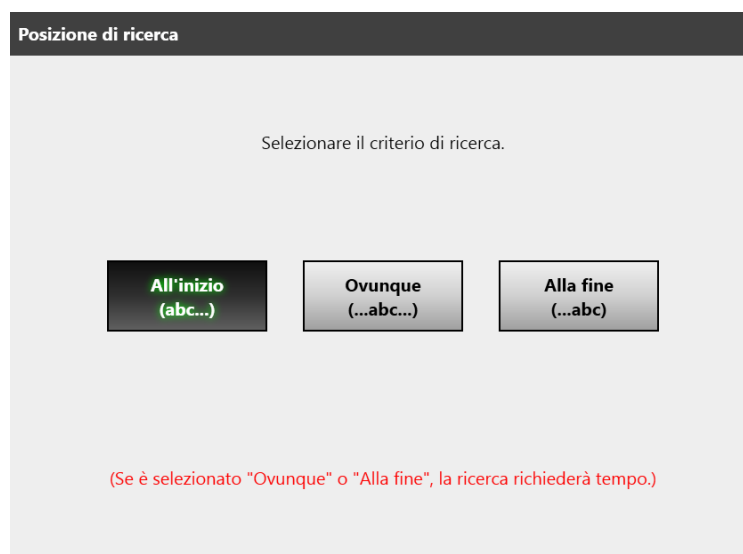 Posizione di ricerca
Selezionare il criterio di ricerca.
All'inizio
(abc...)
Ovunque
(...abc...)
Alla fine
(...abc)
(Se è selezionato "Ovunque" o "Alla fine", la ricerca richiederà tempo.)